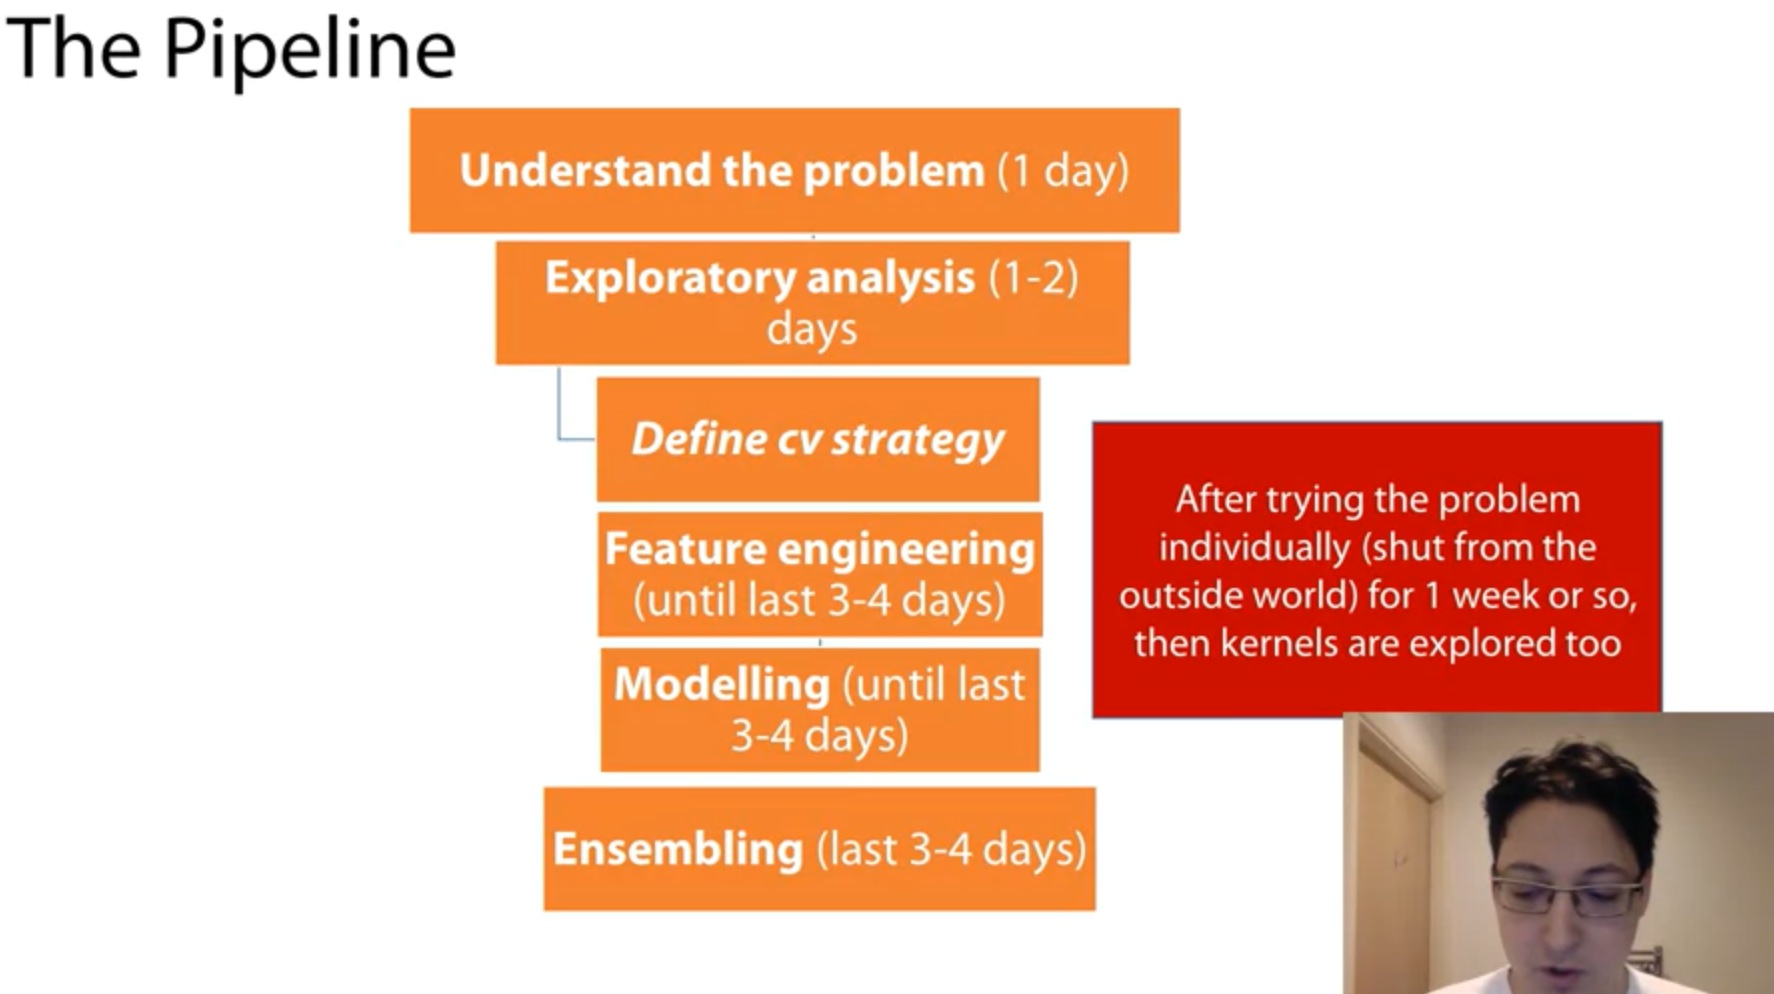 The Pipeline
Understand the problem (1 day)
Exploratory analysis (1-2)
days
Define cv strategy
Feature engineering
(until last 3-4 days)
Modelling (until last
3-4 days)
Ensembling (last 3-4 days)
After trying the problem
individually (shut from the
outside world) for 1 week or so,
then kernels are explored too